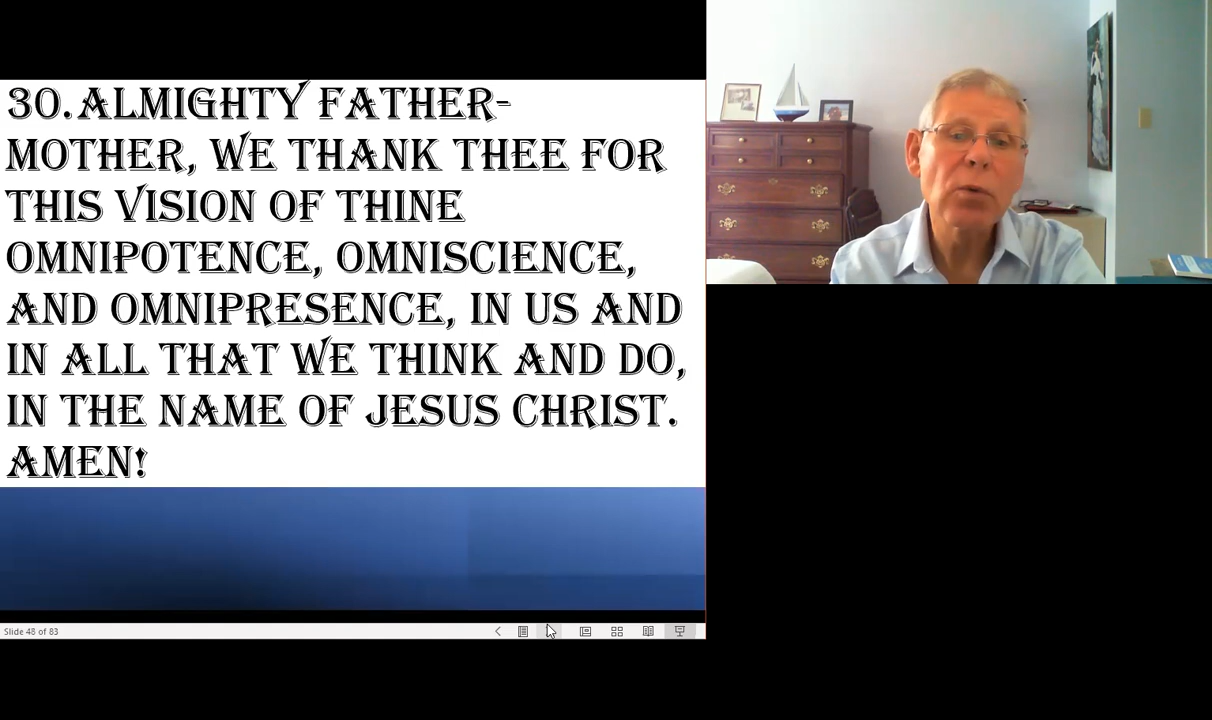 30. ALMIGHTY FATHER-
MOTHER, WE THANK THEE FOR
THIS VISION OF THINE
OMNIPOTENCE, OMNISCIENCE,
AND OMNIPRESENCE, IN US AND
IN ALL THAT WE THINK AND DO,
IN THE NAME OF JESUS CHRIST.
AMEN!
Slide 48 of 83